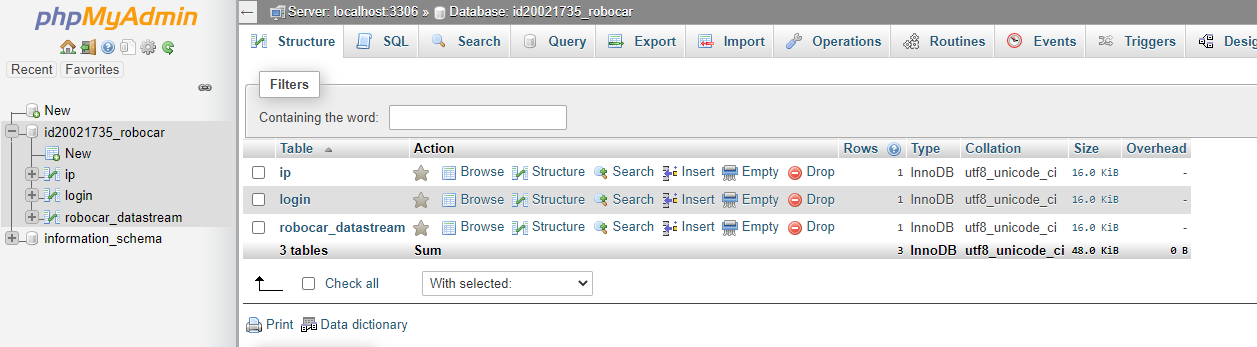 phpMyAdmin
Recent Favorites
New
id20021735_robocar
New
ip
login
robocar_datastream
information_schema
Server: localhost:3306 » Database: id20021735_robocar
Structure SQL Search Query Export Import Operations Routines Events Triggers Desig
Filters
Containing the word:
Table Action Rows Type Collation Size Overhead
ip Browse Structure Search Insert Empty Drop 1 InnoDB utf8_unicode_ci 16.0 KiB -
login Browse Structure Search Insert Empty Drop 1 InnoDB utf8_unicode_ci 16.0 KiB -
robocar_datastream Browse Structure Search Insert Empty Drop 1 InnoDB utf8_unicode_ci 16.0 KiB -
3 tables Sum 3 InnoDB utf8_unicode_ci 48.0 KiB 0 B
Check all With selected:
Print Data dictionary